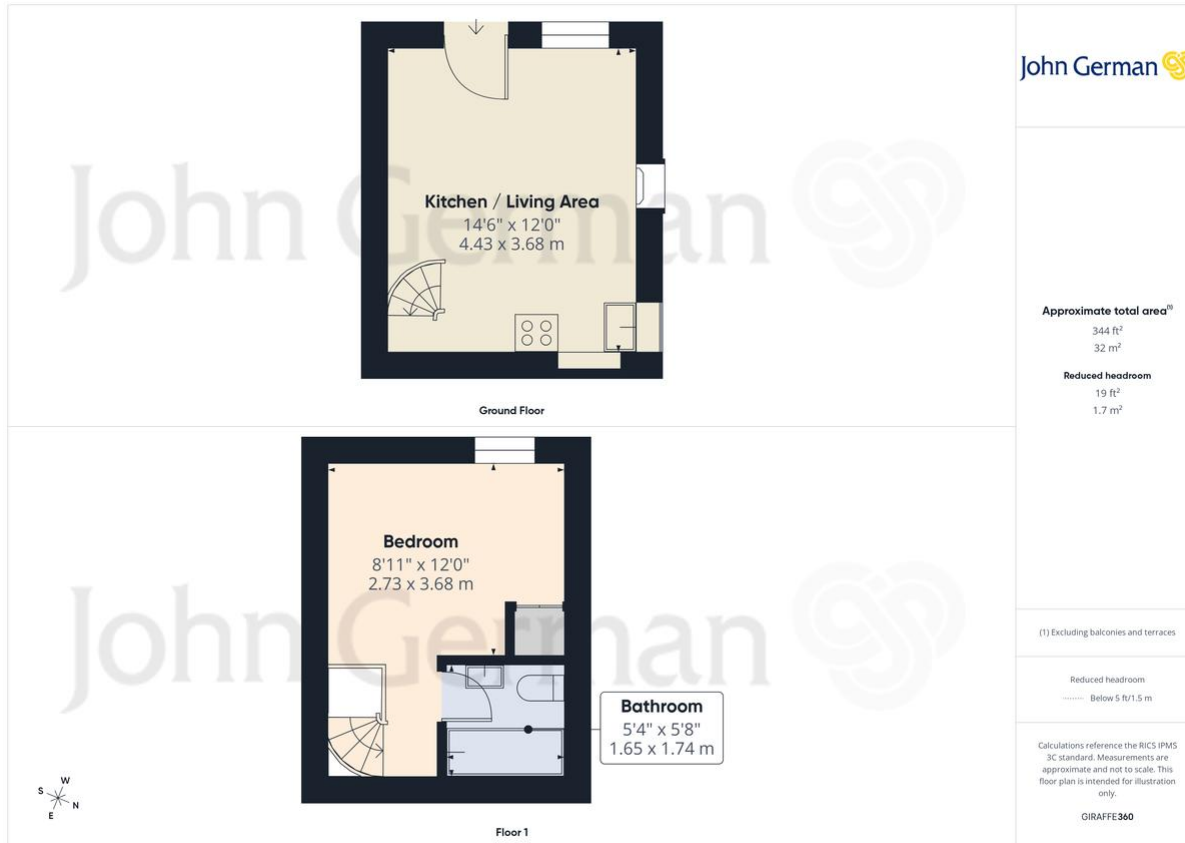 John German
Kitchen / Living Area
14'6" x 12'0"
4.43 x 3.68 m
John German
Ground Floor
Bedroom
8'11" x 12'0"
2.73 x 3.68 m
John German
Bathroom
5'4" x 5'8"
1.65 x 1.74 m
W
S
N
E
Floor 1
Approximate total area⁽¹⁾
344 ft²
32 m²
Reduced headroom
19 ft²
1.7 m²
(1) Excluding balconies and terraces
Reduced headroom
........ Below 5 ft/1.5 m
Calculations reference the RICS IPMS
3C standard. Measurements are
approximate and not to scale. This
floor plan is intended for illustration
only.
GIRAFFE360